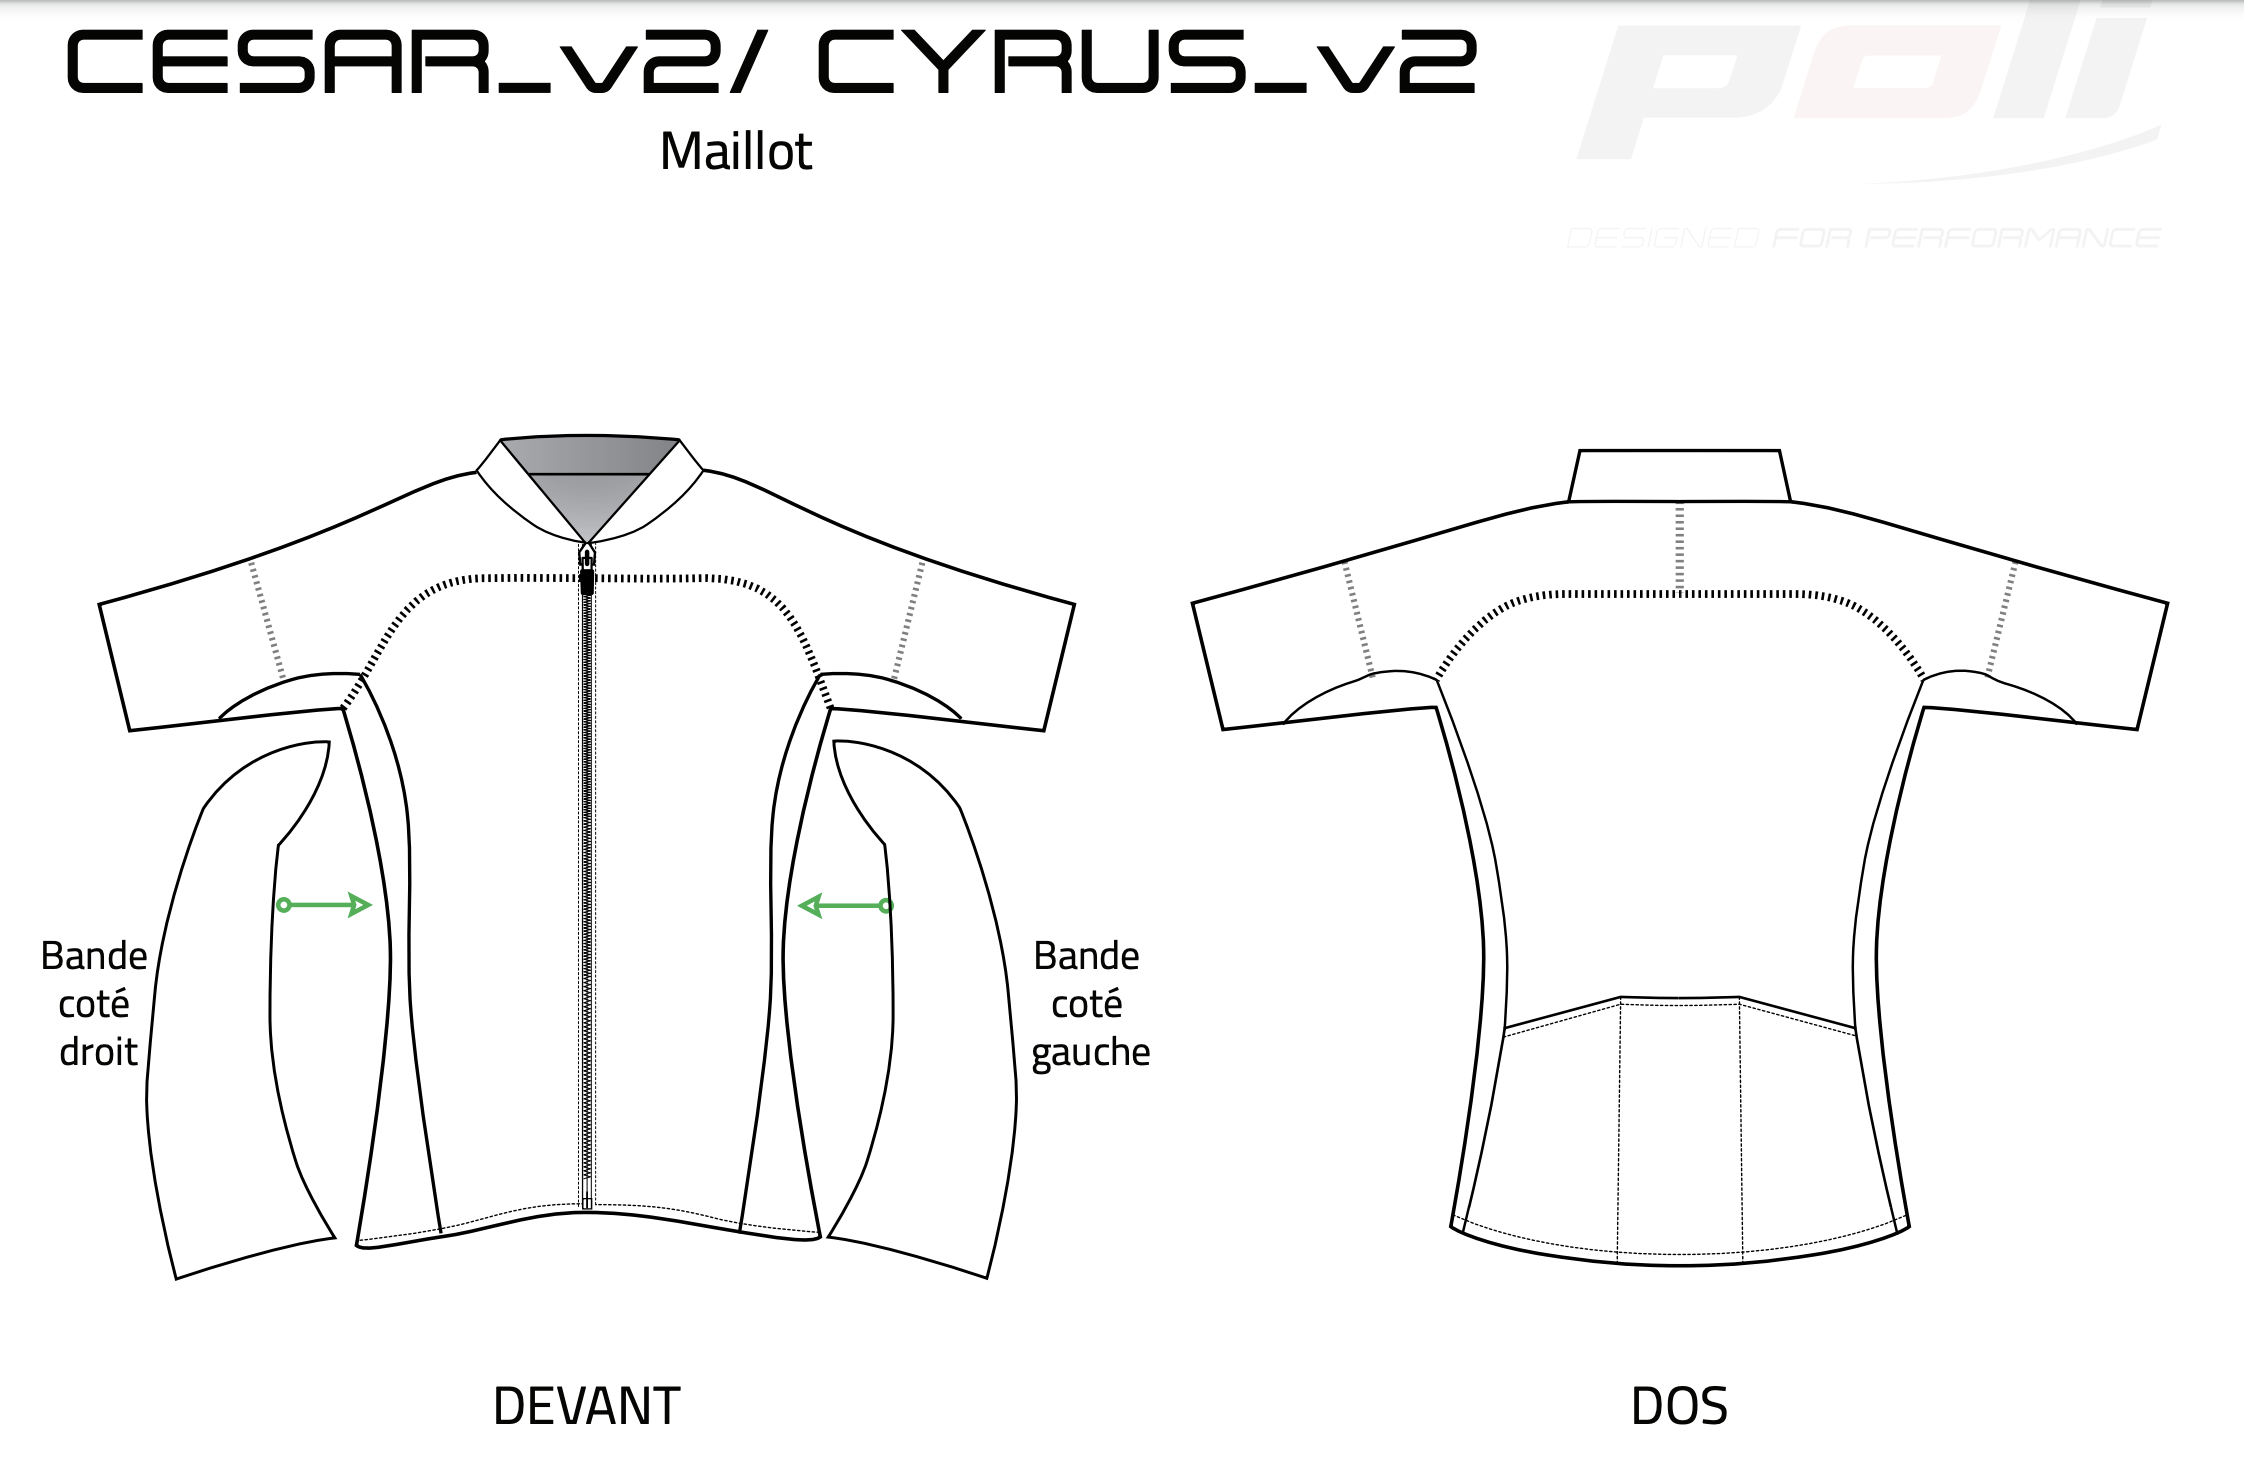 CESAR_v2/ CYRUS_v2
Maillot
poli
DESIGNED FOR PERFORMANCE
Bande
coté
droit
Bande
coté
gauche
DEVANT
DOS